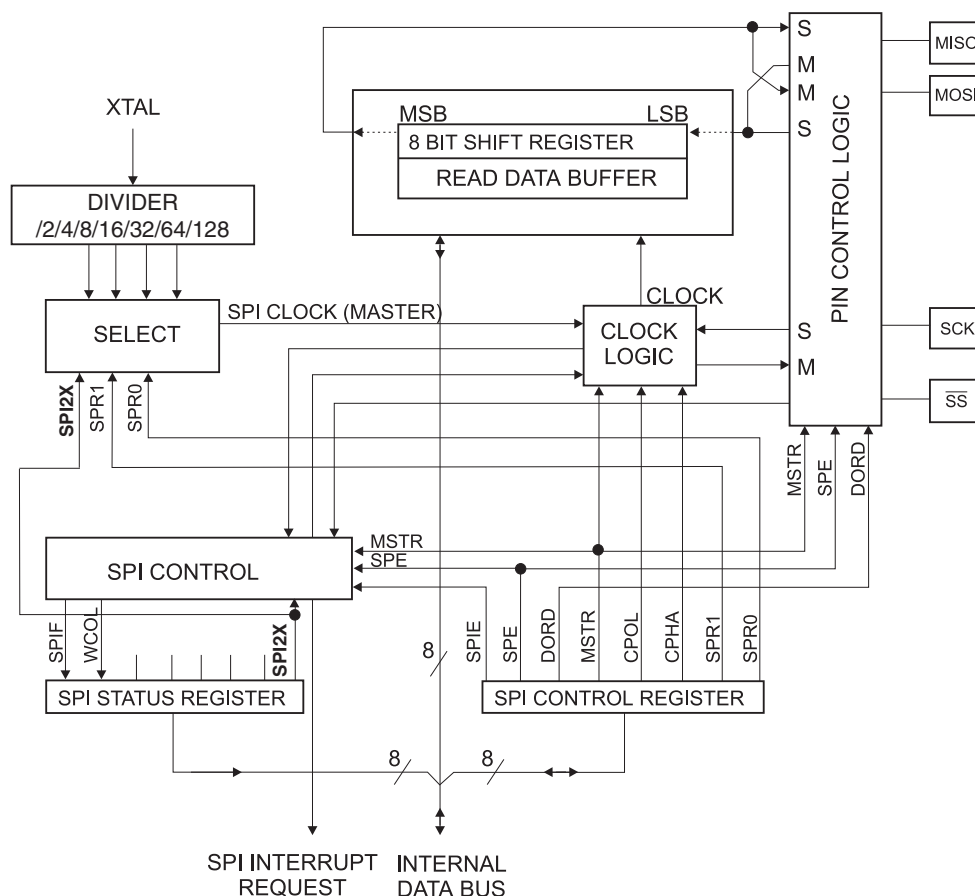 S
MISO
M
MOSI
M
XTAL
MSB
LSB
S
8 BIT SHIFT REGISTER
READ DATA BUFFER
PIN CONTROL LOGIC
DIVIDER
/2/4/8/16/32/64/128
SPI CLOCK (MASTER)
CLOCK
SELECT
CLOCK
LOGIC
S
SCK
M
SS
SPI2X
SPR1
SPR0
MSTR
SPE
DORD
MSTR
SPE
SPI CONTROL
SPIF
WCOL
SPI2X
8
SPIE
SPE
DORD
MSTR
CPOL
CPHA
SPR1
SPR0
SPI STATUS REGISTER
SPI CONTROL REGISTER
8
8
SPI INTERRUPT
REQUEST
INTERNAL
DATA BUS